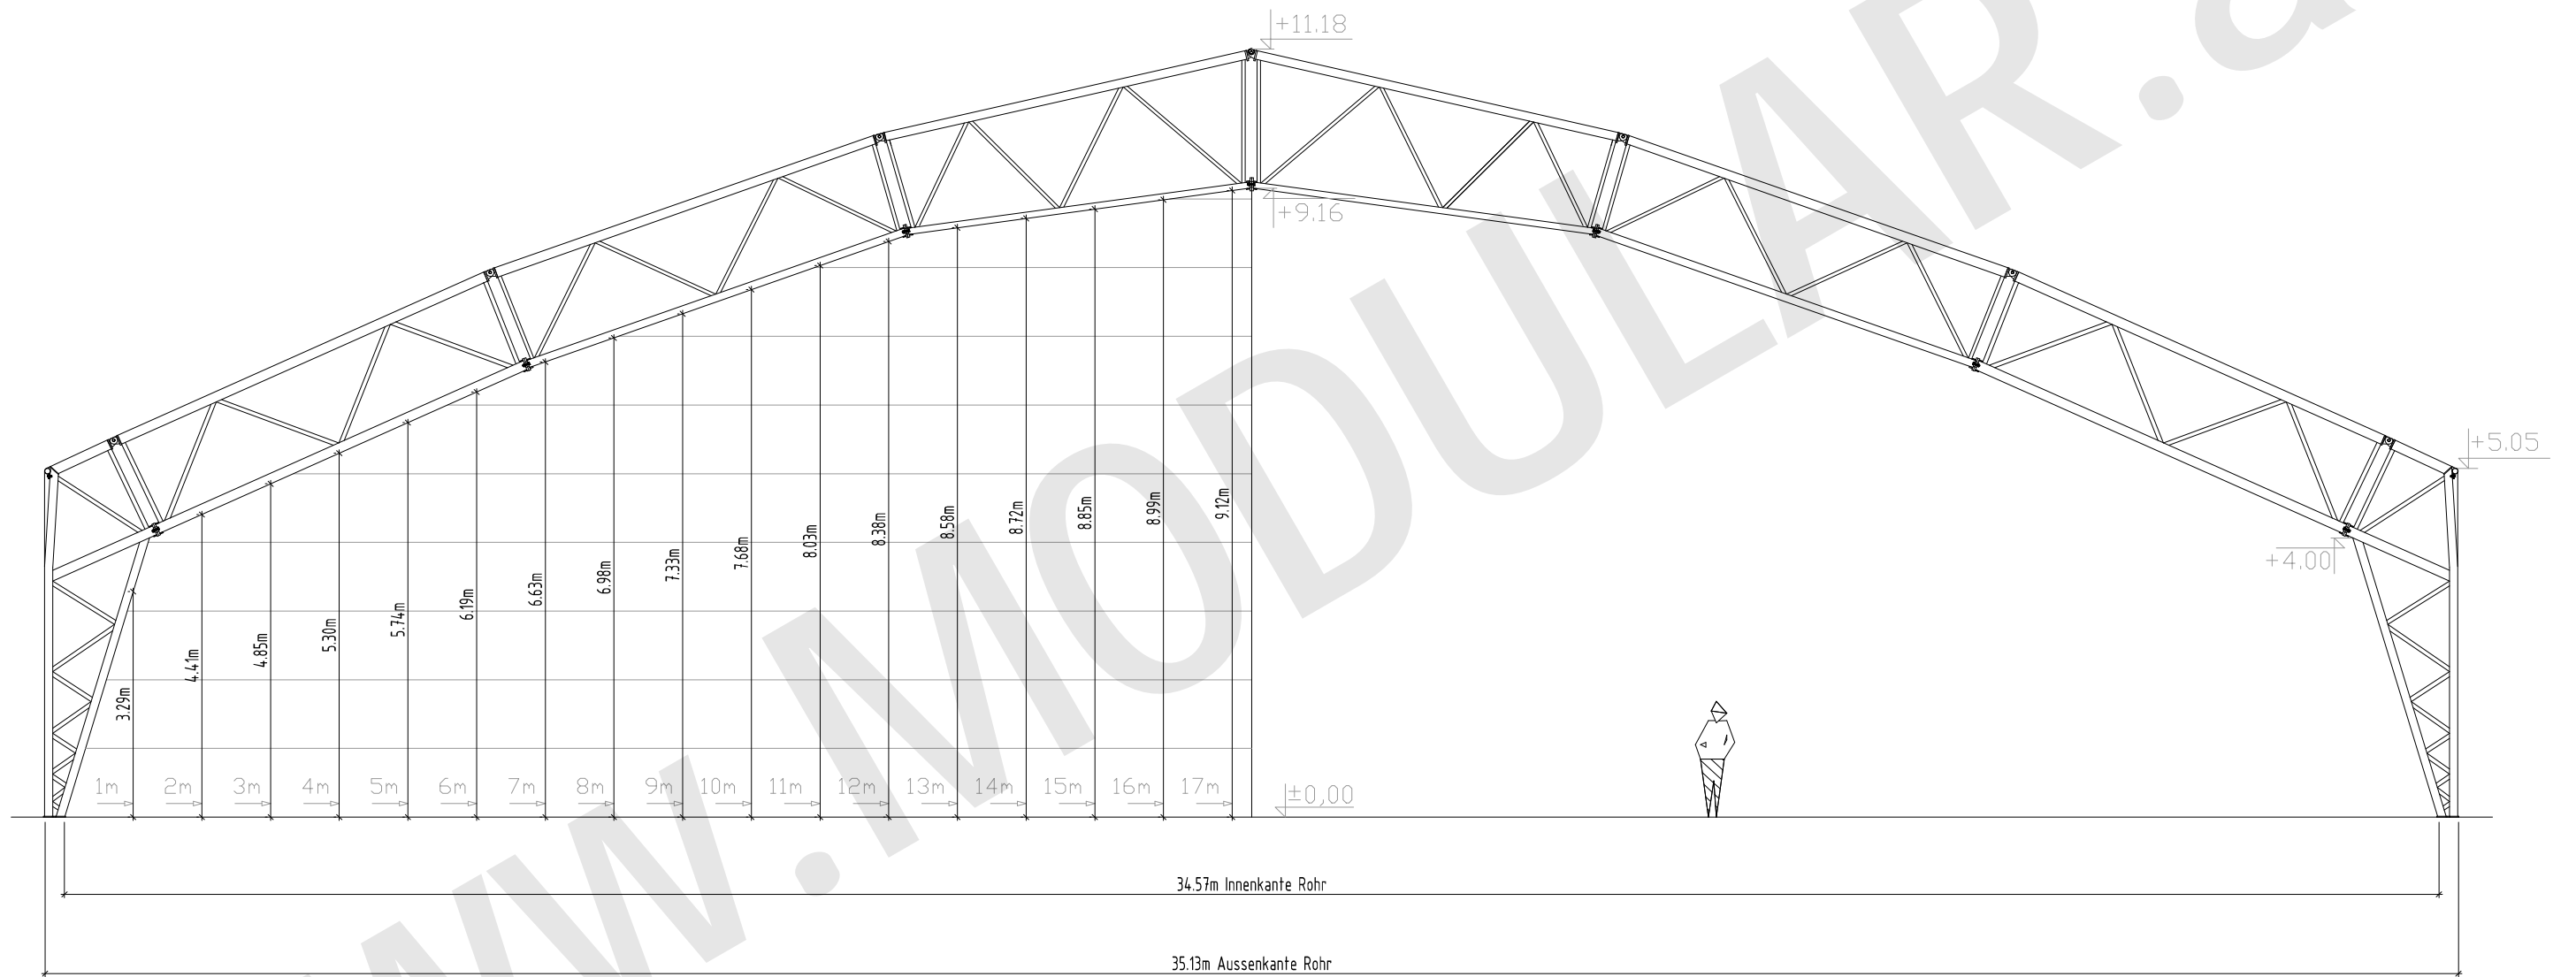 +11.18
+9.16
+5.05
+4.00
3.29m
4.41m
4.85m
5.30m
5.74m
6.19m
6.63m
6.98m
7.33m
7.68m
8.03m
8.38m
8.58m
8.72m
8.85m
8.99m
9.12m
1m
2m
3m
4m
5m
6m
7m
8m
9m
10m
11m
12m
13m
14m
15m
16m
17m
±0,00
34.57m Innenkante Rohr
35.13m Aussenkante Rohr
www.MODULAR.a